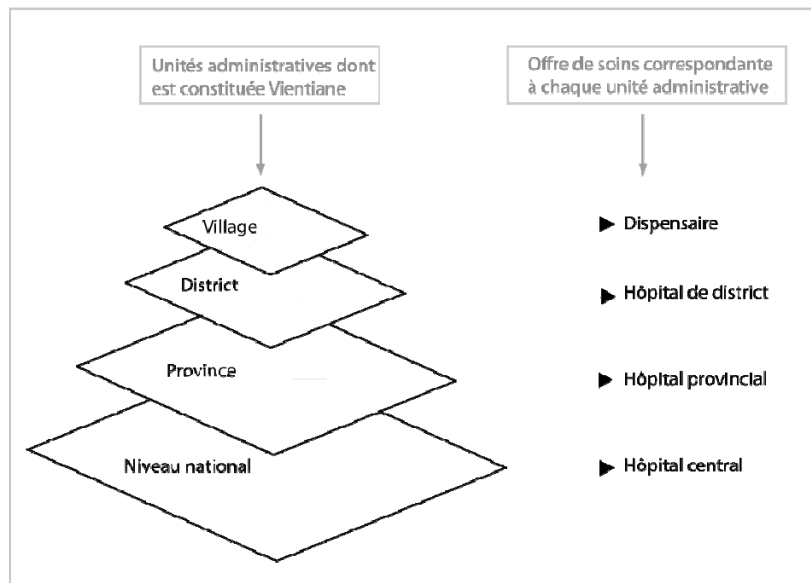 Unités administratives dont
est constituée Vientiane
Offre de soins correspondante
à chaque unité administrative
Village
► Dispensaire
District
► Hôpital de district
Province
► Hôpital provincial
Niveau national
► Hôpital central